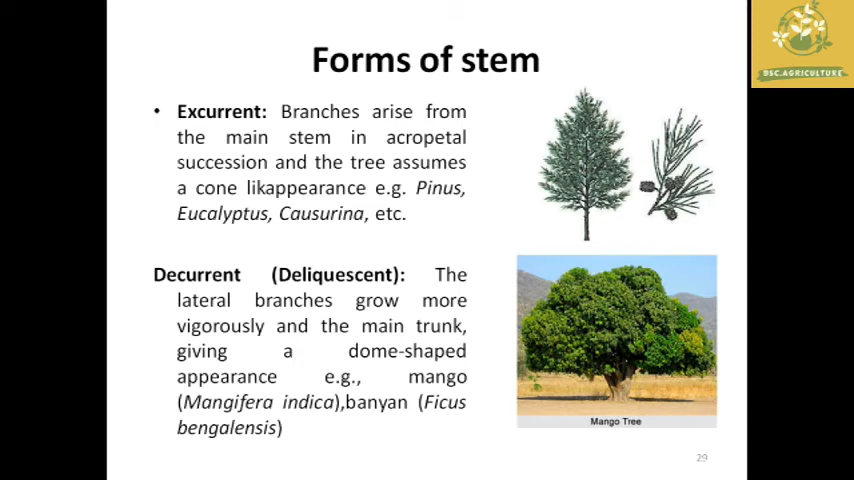 DSC.AGRICULTURE
Forms of stem
• Excurrent: Branches arise from
the main stem in acropetal
succession and the tree assumes
a cone likappearance e.g. Pinus,
Eucalyptus, Causurina, etc.
Decurrent (Deliquescent): The
lateral branches grow more
vigorously and the main trunk,
giving a dome-shaped
appearance e.g., mango
(Mangifera indica),banyan (Ficus
bengalensis)
Mango Tree
29